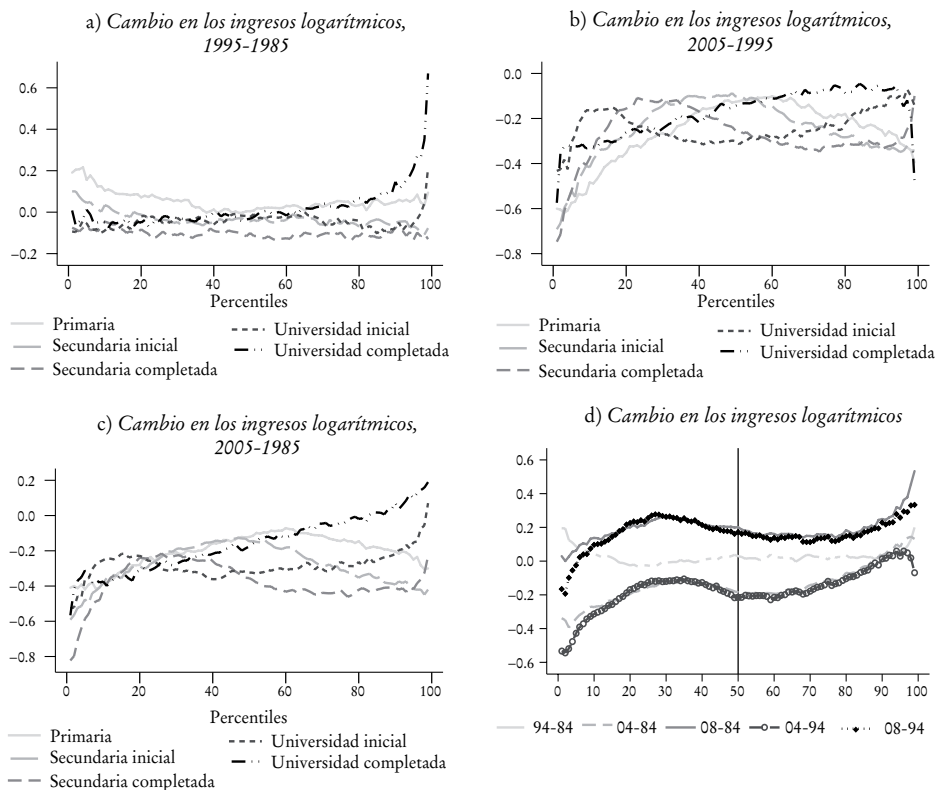 a) Cambio en los ingresos logarítmicos,
1995-1985
0.6
0.4
0.2
0.0
–0.2
0 20 40 60 80 100
Percentiles
Primaria
Secundaria inicial
Secundaria completada
Universidad inicial
Universidad completada
b) Cambio en los ingresos logarítmicos,
2005-1995
0.0
–0.2
–0.4
–0.6
–0.8
0 20 40 60 80 100
Percentiles
Primaria
Secundaria inicial
Secundaria completada
Universidad inicial
Universidad completada
c) Cambio en los ingresos logarítmicos,
2005-1985
0.2
0.0
–0.2
–0.4
–0.6
–0.8
0 20 40 60 80 100
Percentiles
Primaria
Secundaria inicial
Secundaria completada
Universidad inicial
Universidad completada
d) Cambio en los ingresos logarítmicos
0.6
0.4
0.2
0.0
–0.2
–0.4
–0.6
0 10 20 30 40 50 60 70 80 90 100
94-84 04-84 08-84 04-94 08-94